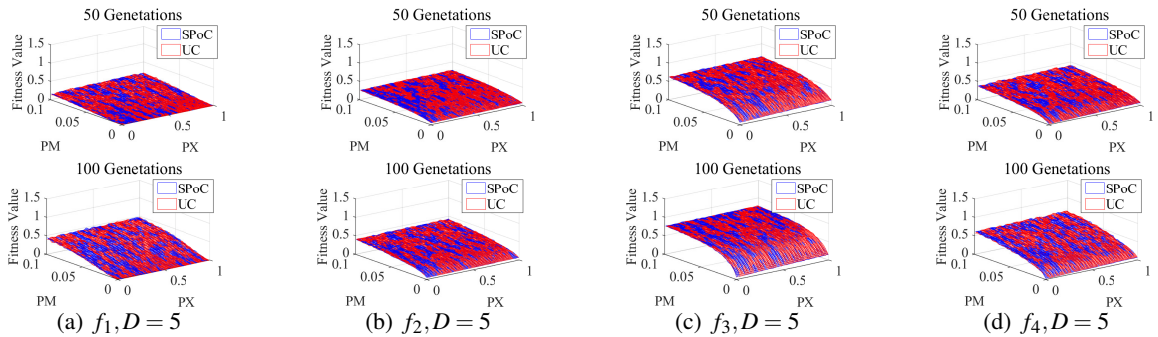 50 Genetations
SPoC
UC
Fitness Value
1.5
1
0.5
0
0.1
0.05
0
PM
0
0.5
1
PX
50 Genetations
SPoC
UC
Fitness Value
1.5
1
0.5
0
0.1
0.05
0
PM
0
0.5
1
PX
50 Genetations
SPoC
UC
Fitness Value
1.5
1
0.5
0
0.1
0.05
0
PM
0
0.5
1
PX
50 Genetations
SPoC
UC
Fitness Value
1.5
1
0.5
0
0.1
0.05
0
PM
0
0.5
1
PX
100 Genetations
SPoC
UC
Fitness Value
1.5
1
0.5
0
0.1
0.05
0
PM
0
0.5
1
PX
100 Genetations
SPoC
UC
Fitness Value
1.5
1
0.5
0
0.1
0.05
0
PM
0
0.5
1
PX
100 Genetations
SPoC
UC
Fitness Value
1.5
1
0.5
0
0.1
0.05
0
PM
0
0.5
1
PX
100 Genetations
SPoC
UC
Fitness Value
1.5
1
0.5
0
0.1
0.05
0
PM
0
0.5
1
PX
(a) f₁, D = 5
(b) f₂, D = 5
(c) f₃, D = 5
(d) f₄, D = 5